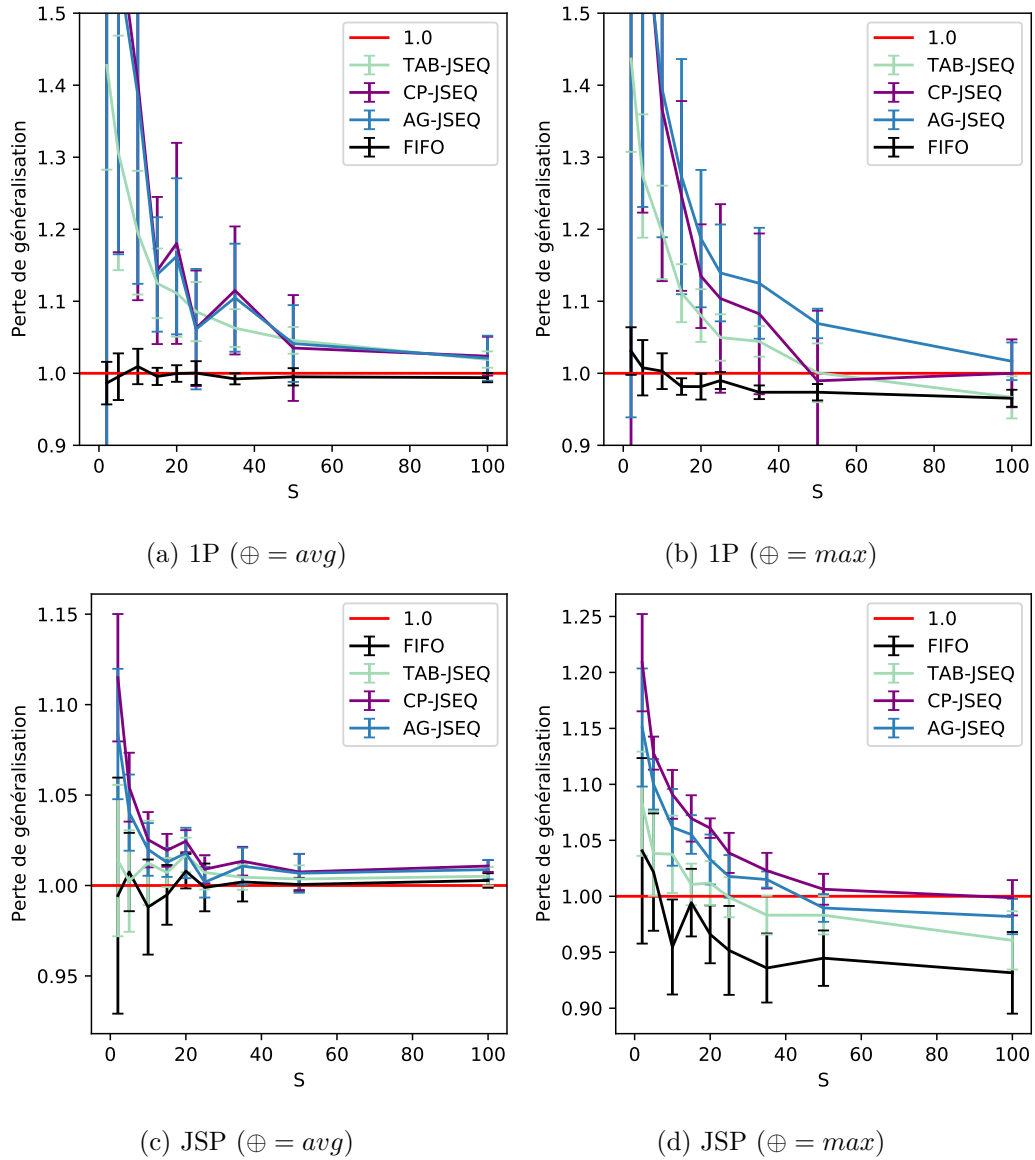 1.5
1.4
1.3
1.2
1.1
1.0
0.9
Perte de généralisation
0
20
40
60
80
100
S
1.0
TAB-JSEQ
CP-JSEQ
AG-JSEQ
FIFO
(a) 1P (⊕ = avg)
1.5
1.4
1.3
1.2
1.1
1.0
0.9
Perte de généralisation
0
20
40
60
80
100
S
1.0
TAB-JSEQ
CP-JSEQ
AG-JSEQ
FIFO
(b) 1P (⊕ = max)
1.15
1.10
1.05
1.00
0.95
Perte de généralisation
0
20
40
60
80
100
S
1.0
FIFO
TAB-JSEQ
CP-JSEQ
AG-JSEQ
(c) JSP (⊕ = avg)
1.25
1.20
1.15
1.10
1.05
1.00
0.95
0.90
Perte de généralisation
0
20
40
60
80
100
S
1.0
FIFO
TAB-JSEQ
CP-JSEQ
AG-JSEQ
(d) JSP (⊕ = max)